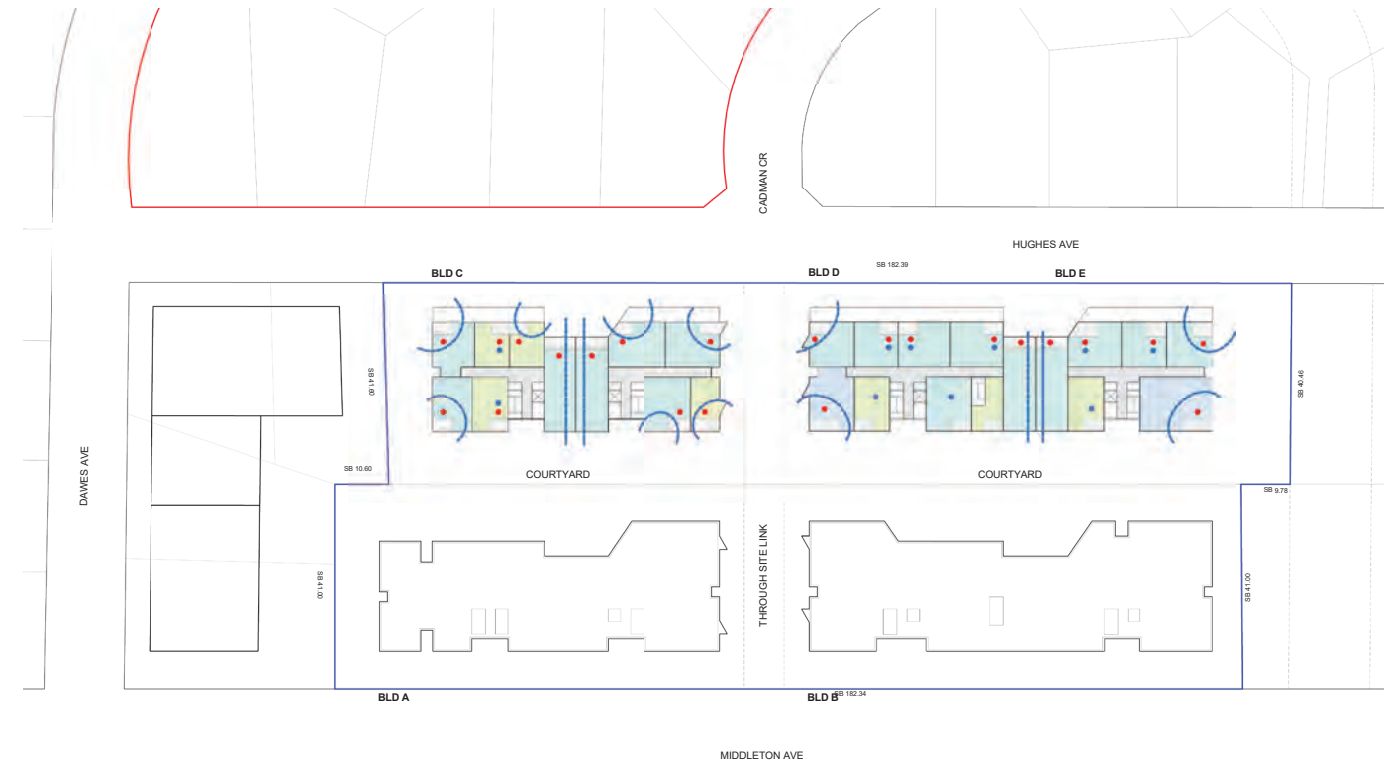 CADMAN CR
HUGHES AVE
BLD C
BLD D
SB 182.39
BLD E
SB 41.60
SB 40.46
DAWES AVE
SB 10.60
COURTYARD
COURTYARD
SB 9.78
THROUGH SITE LINK
SB 41.00
SB 41.00
BLD A
BLD B
SB 182.34
MIDDLETON AVE